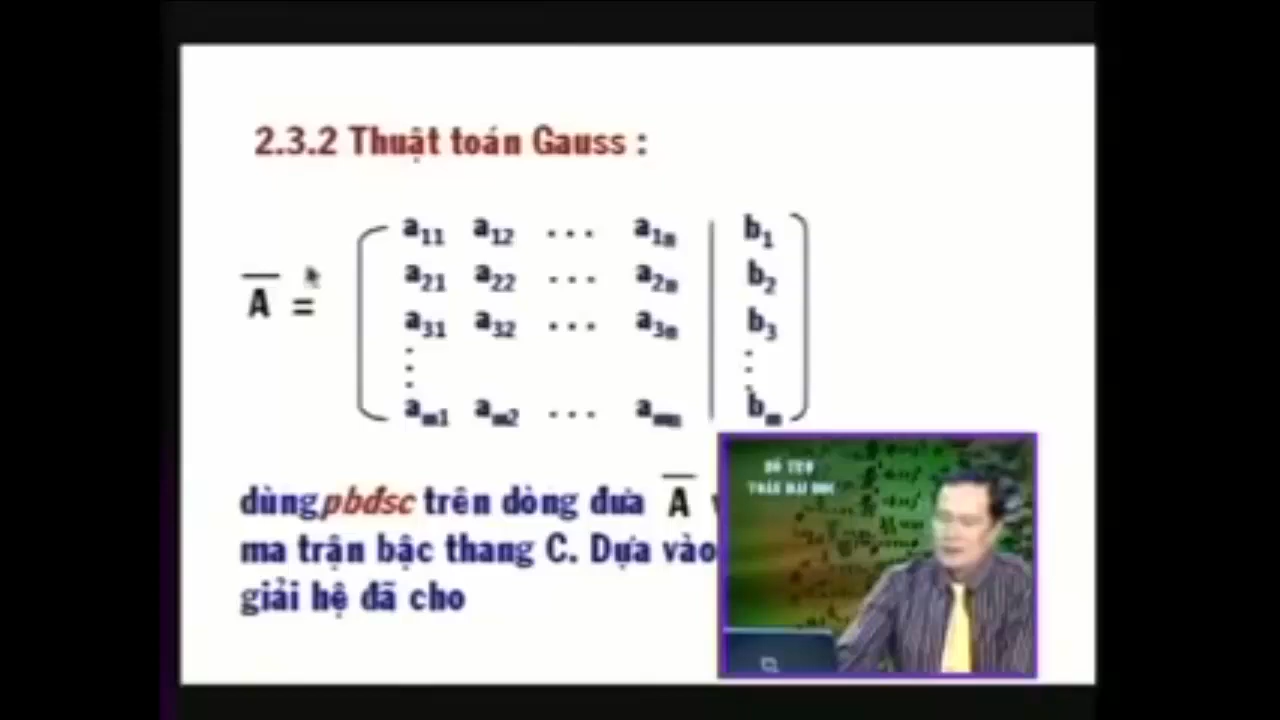 2.3.2 Thuật toán Gauss :
a11 a12 ... a1n b1
a21 a22 ... a2n b2
A =
a31 a32 ... a3n b3
am1 am2 ... amn bm
dùng pbđsc trên dòng đưa A
ma trận bậc thang C. Dựa vào
giải hệ đã cho